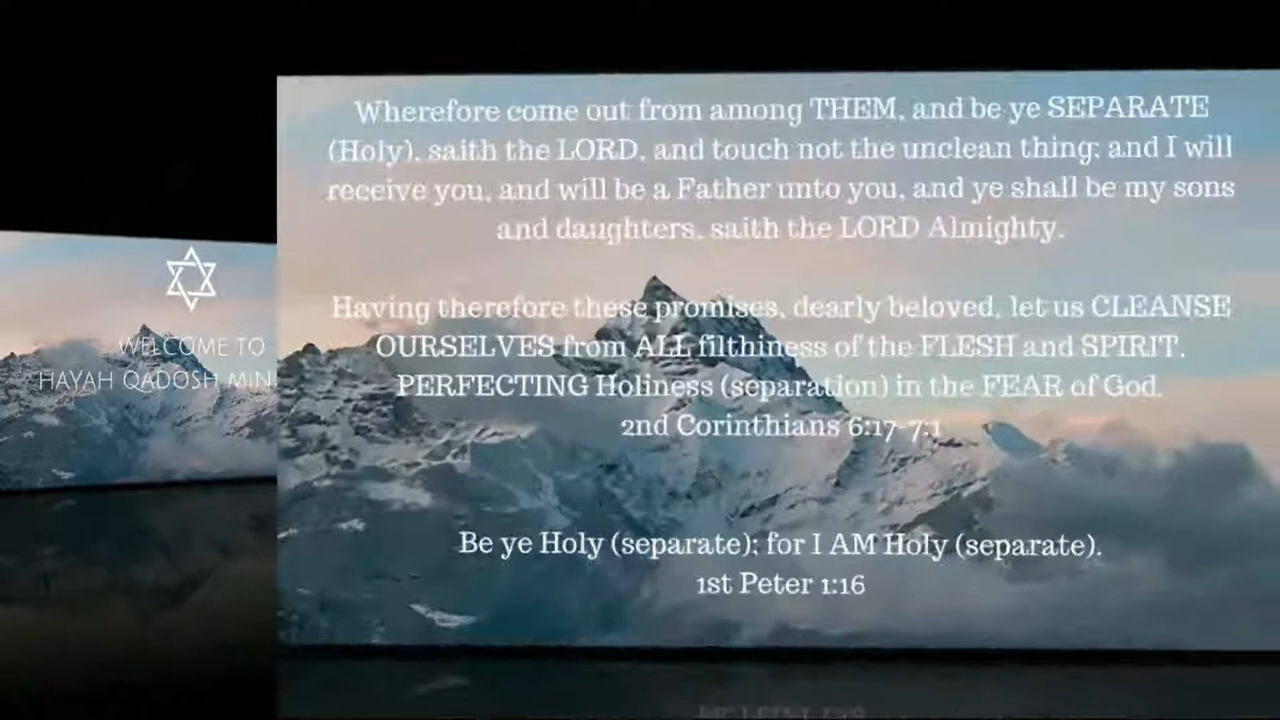 Wherefore come out from among THEM, and be ye SEPARATE
(Holy), saith the LORD, and touch not the unclean thing; and I will
receive you, and will be a Father unto you, and ye shall be my sons
and daughters, saith the LORD Almighty.
Having therefore these promises, dearly beloved, let us CLEANSE
OURSELVES from ALL filthiness of the FLESH and SPIRIT,
PERFECTING Holiness (separation) in the FEAR of God.
2nd Corinthians 6:17-7:1
Be ye Holy (separate); for I AM Holy (separate).
1st Peter 1:16
WELCOME TO
HAYAH QADOSH MIN